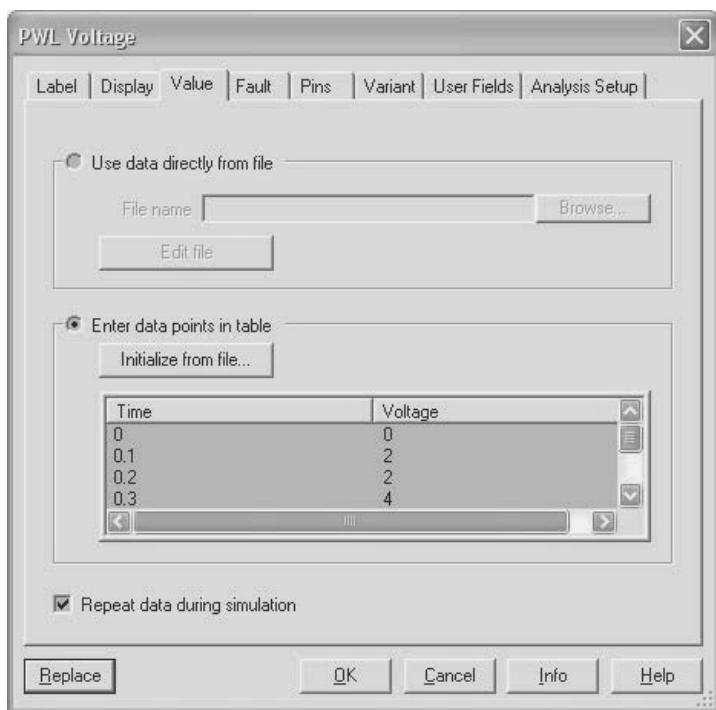 PWL Voltage
Label Display Value Fault Pins Variant User Fields Analysis Setup
Use data directly from file
File name Browse...
Edit file
Enter data points in table
Initialize from file...
Time Voltage
0 0
0.1 2
0.2 2
0.3 4
Repeat data during simulation
Replace OK Cancel Info Help